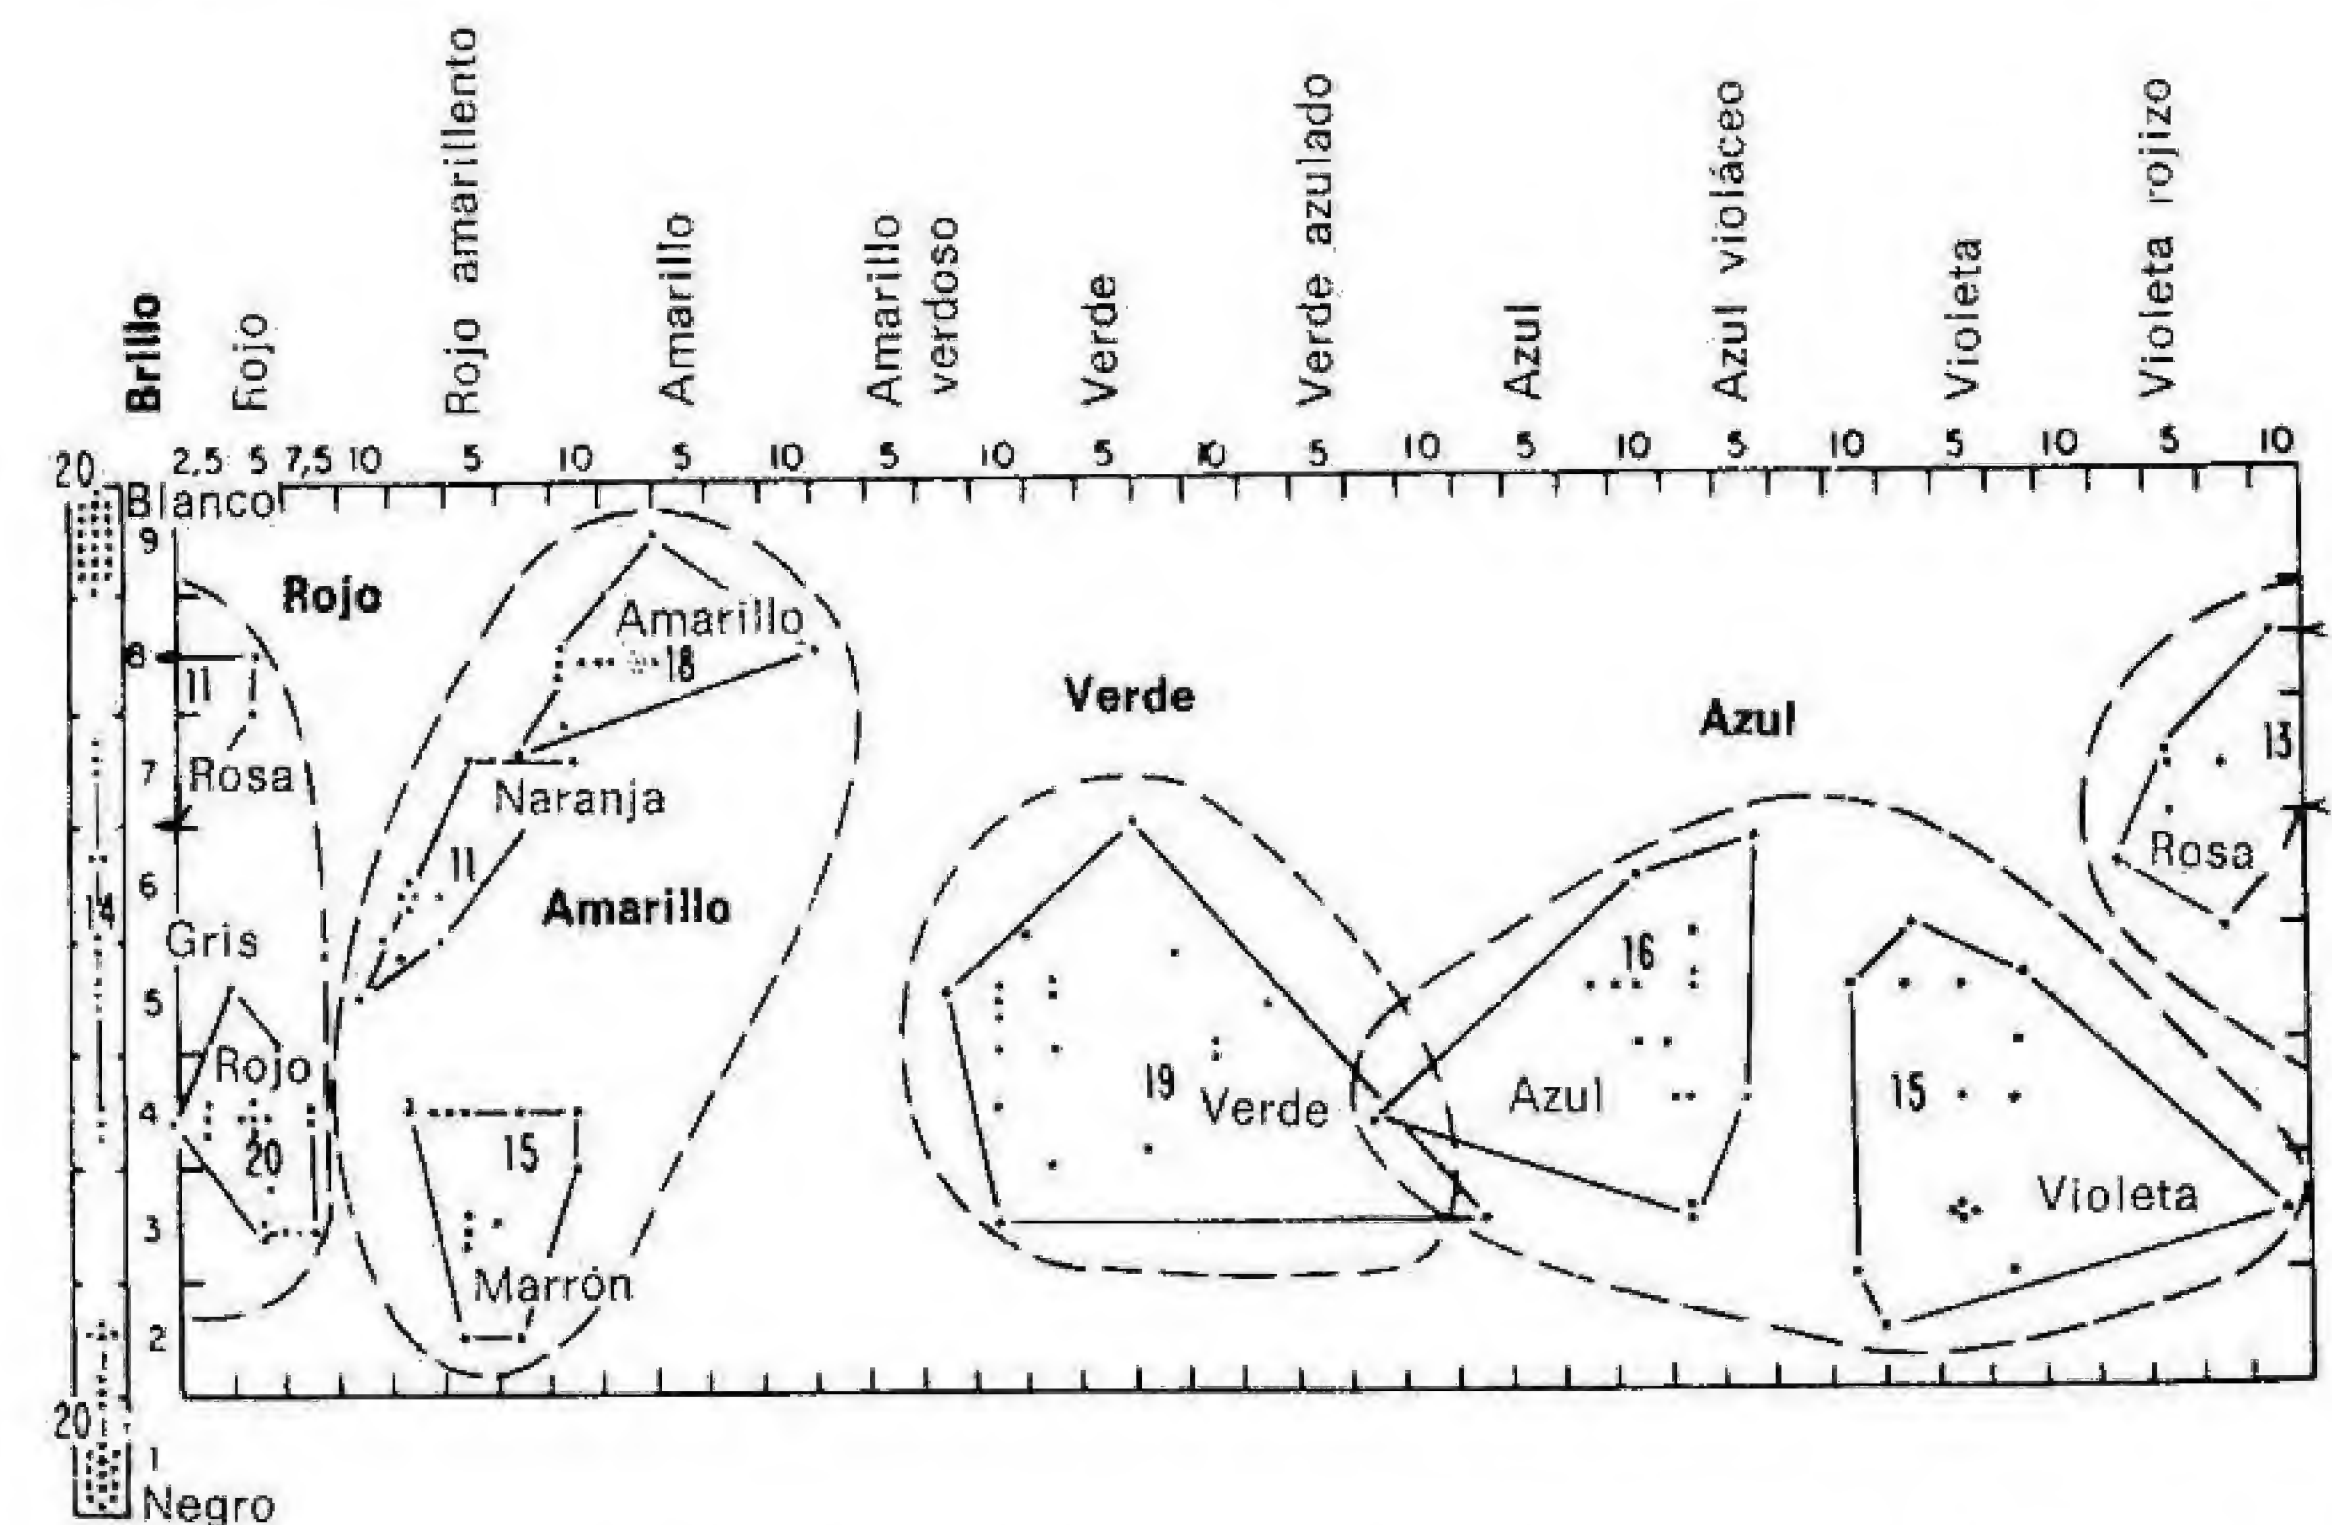 Brillo
Rojo
Rojo amarillento
Amarillo
Amarillo verdoso
Verde
Verde azulado
Azul
Azul violáceo
Violeta
Violeta rojizo
20 2,5 5 7,5 10 5 10 5 10 5 10 5 10 5 10 5 10 5 10 5 10 5 10
Blanco
9
Rojo
Amarillo
8
11
18
Verde
Azul
13
7
Rosa
Naranja
11
Rosa
6
14
Amarillo
Gris
16
5
Rojo
19
Verde
Azul
15
4
20
15
3
Violeta
Marrón
2
20
1
Negro